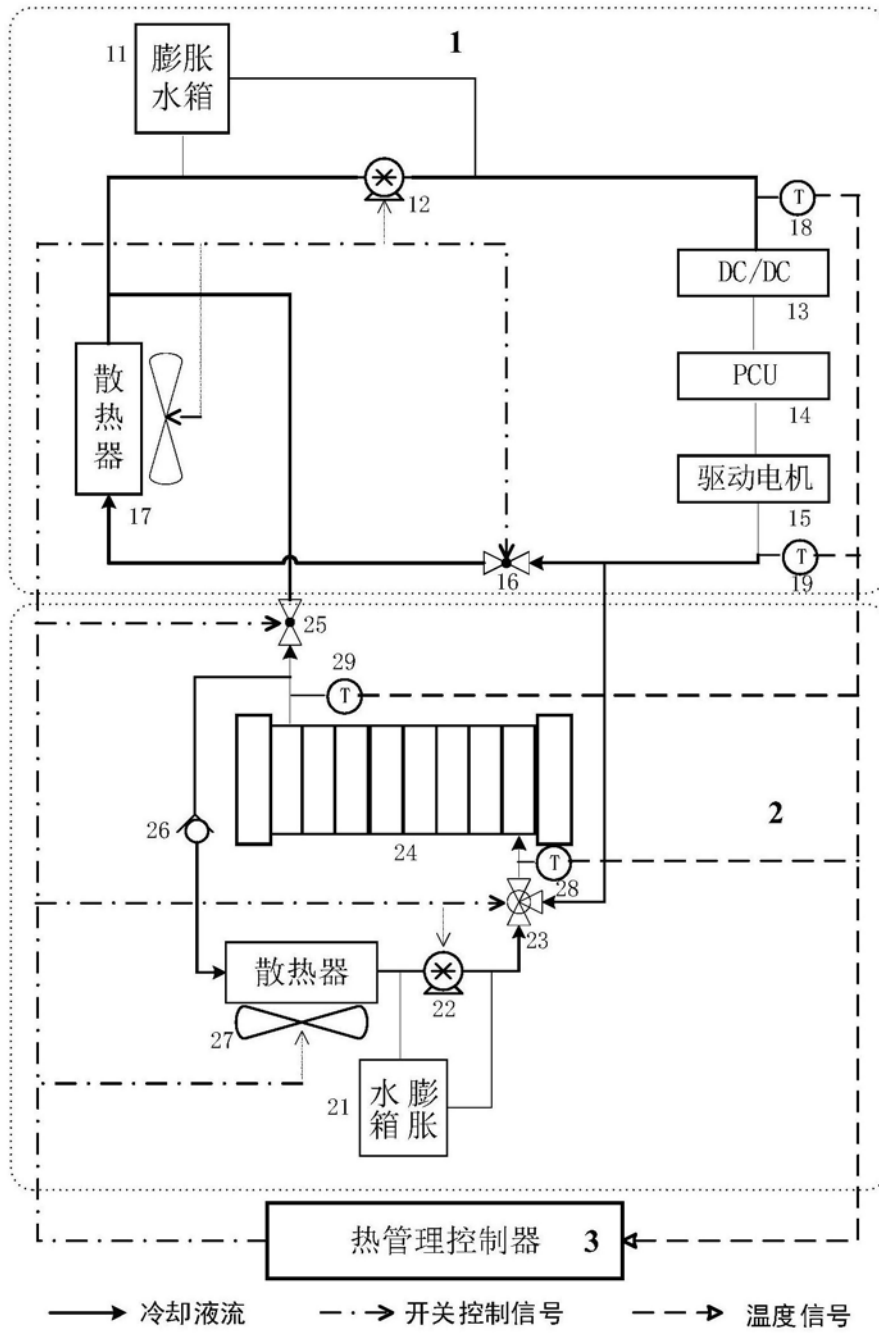 1
11
膨胀
水箱
12
T
18
DC/DC
13
PCU
14
驱动电机
15
散
热
器
17
16
T
19
25
29
T
2
26
24
T
28
23
散热器
22
27
21
水 膨
箱 胀
热管理控制器 3
冷却液流 开关控制信号 温度信号